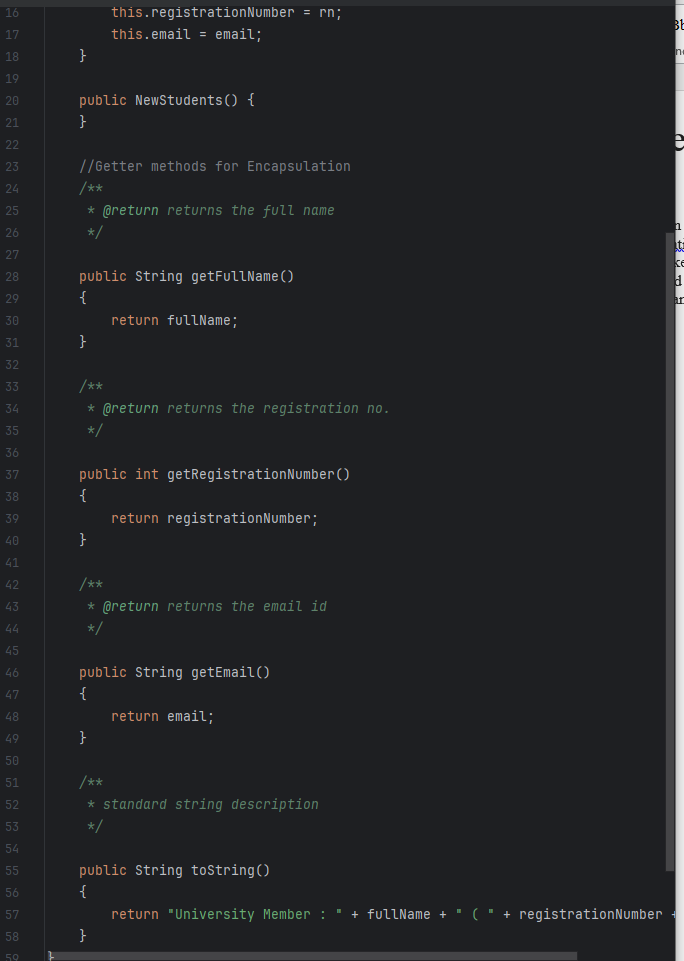 16 this.registrationNumber = rn;
17 this.email = email;
18 }
19
20 public NewStudents() {
21 }
22
23 //Getter methods for Encapsulation
24 /**
25 * @return returns the full name
26 */
27
28 public String getFullName()
29 {
30 return fullName;
31 }
32
33 /**
34 * @return returns the registration no.
35 */
36
37 public int getRegistrationNumber()
38 {
39 return registrationNumber;
40 }
41
42 /**
43 * @return returns the email id
44 */
45
46 public String getEmail()
47 {
48 return email;
49 }
50
51 /**
52 * standard string description
53 */
54
55 public String toString()
56 {
57 return "University Member : " + fullName + " ( " + registrationNumber +
58 }
59 }